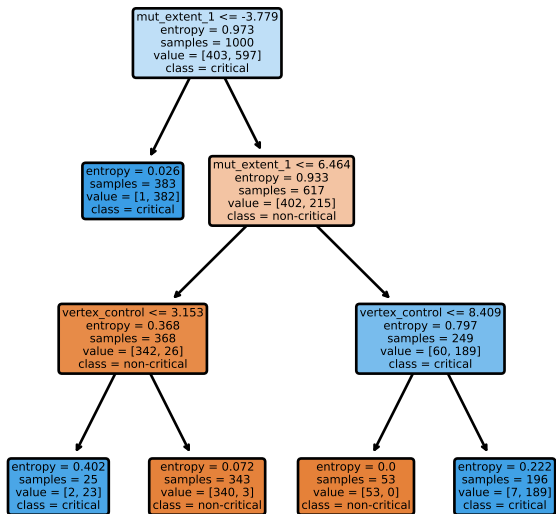 mut_extent_1 <= -3.779
entropy = 0.973
samples = 1000
value = [403, 597]
class = critical
entropy = 0.026
samples = 383
value = [1, 382]
class = critical
mut_extent_1 <= 6.464
entropy = 0.933
samples = 617
value = [402, 215]
class = non-critical
vertex_control <= 3.153
entropy = 0.368
samples = 368
value = [342, 26]
class = non-critical
vertex_control <= 8.409
entropy = 0.797
samples = 249
value = [60, 189]
class = critical
entropy = 0.402
samples = 25
value = [2, 23]
class = critical
entropy = 0.072
samples = 343
value = [340, 3]
class = non-critical
entropy = 0.0
samples = 53
value = [53, 0]
class = non-critical
entropy = 0.222
samples = 196
value = [7, 189]
class = critical